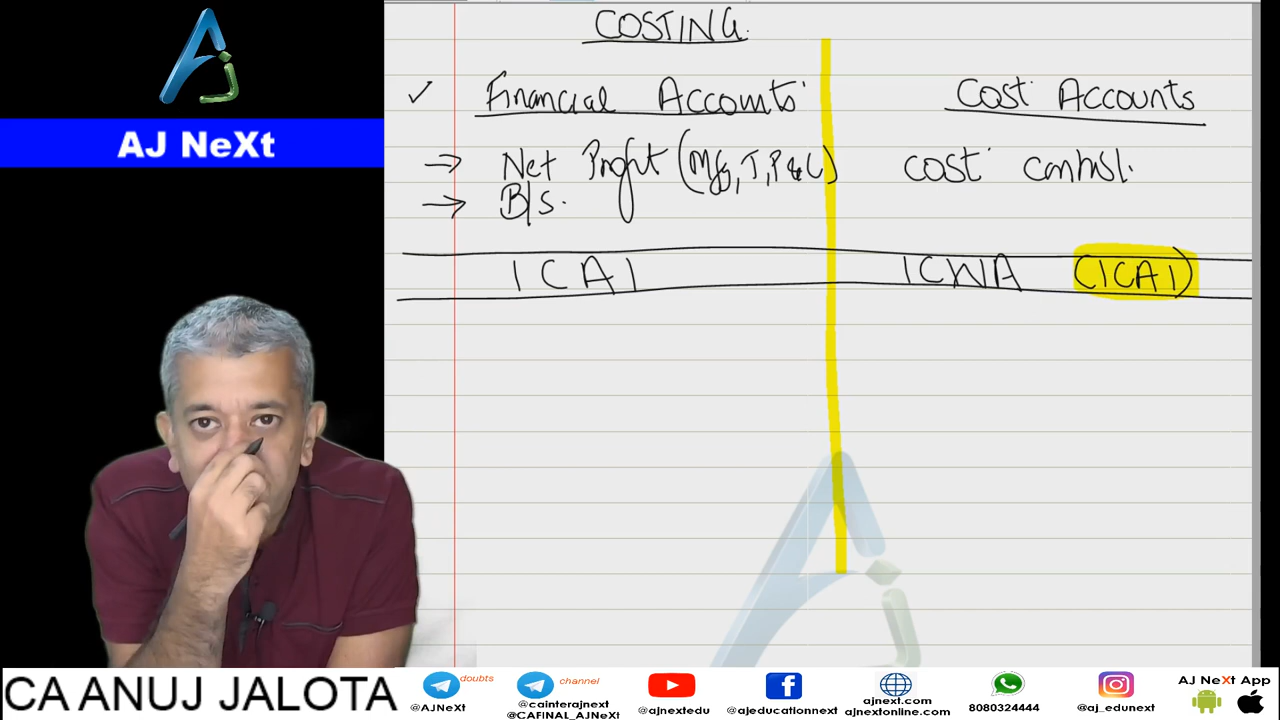 COSTING.
AJ NeXt
✓ Financial Accounts Cost Accounts
→ Net Profit (Mfg, T, P&L) Cost Control.
→ B/s.
ICAI ICWA (ICAI)
CA ANUJ JALOTA
doubts
@AJNeXt
channel
@cainterajnext
@CAFINAL_AJNeXt
@ajnextedu
@ajeducationnext
ajnext.com
ajnextonline.com
8080324444
@aj_edunext
AJ NeXt App